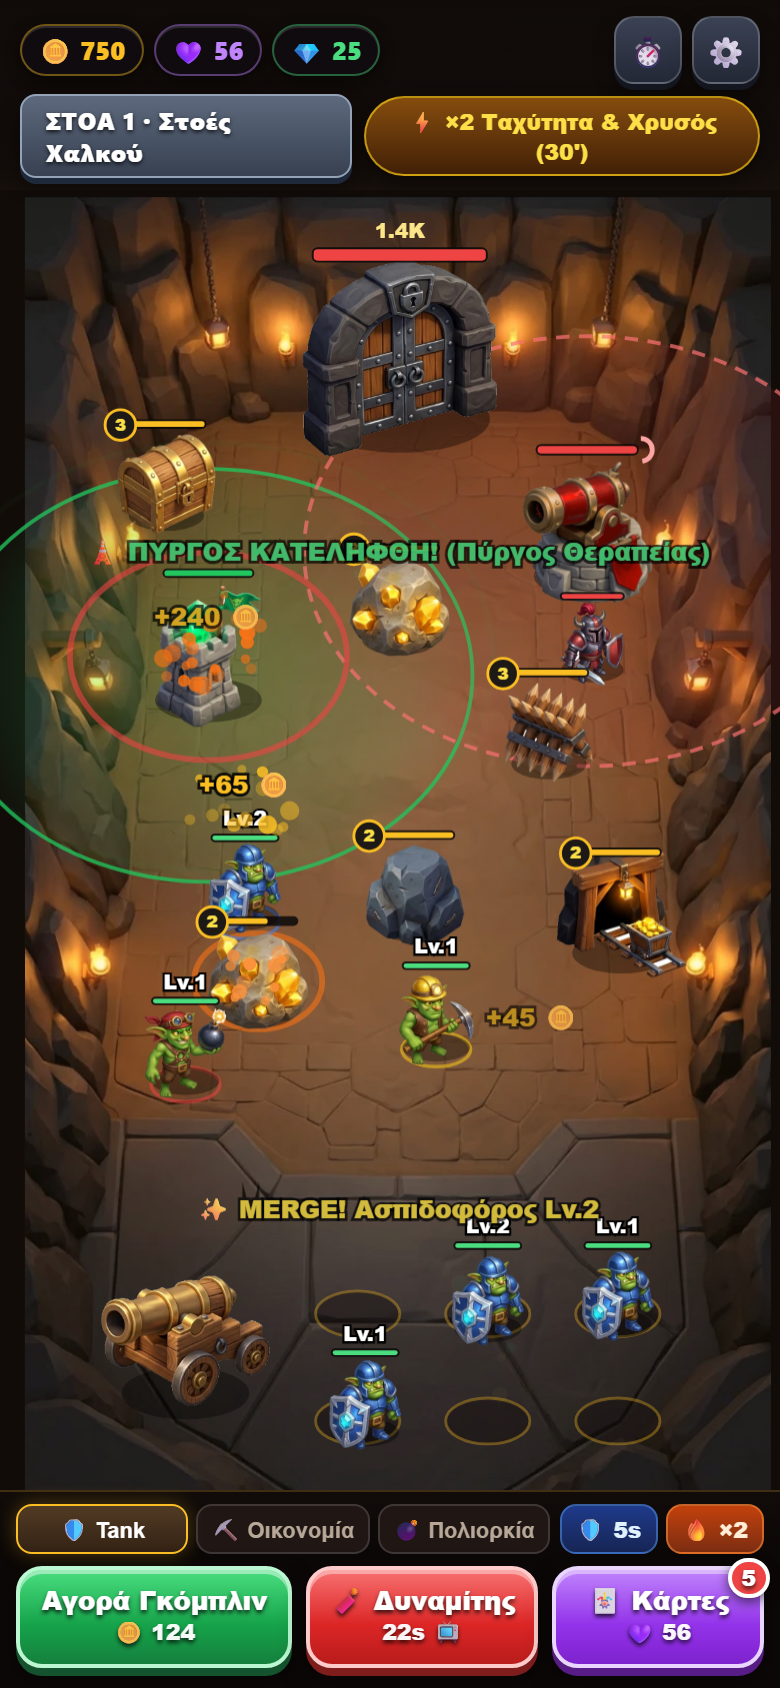 750
56
25
ΣΤΟΑ 1 · Στοές
Χαλκού
×2 Ταχύτητα & Χρυσός
(30')
1.4K
3
ΠΥΡΓΟΣ ΚΑΤΕΛΗΦΘΗ! (Πύργος Θεραπείας)
+240
3
+65
Lv.2
2
2
2
Lv.1
Lv.1
+45
MERGE! Ασπιδοφόρος Lv.2
Lv.2
Lv.1
Lv.1
Tank
Οικονομία
Πολιορκία
5s
×2
Αγορά Γκόμπλιν
124
Δυναμίτης
22s
Κάρτες
56
5